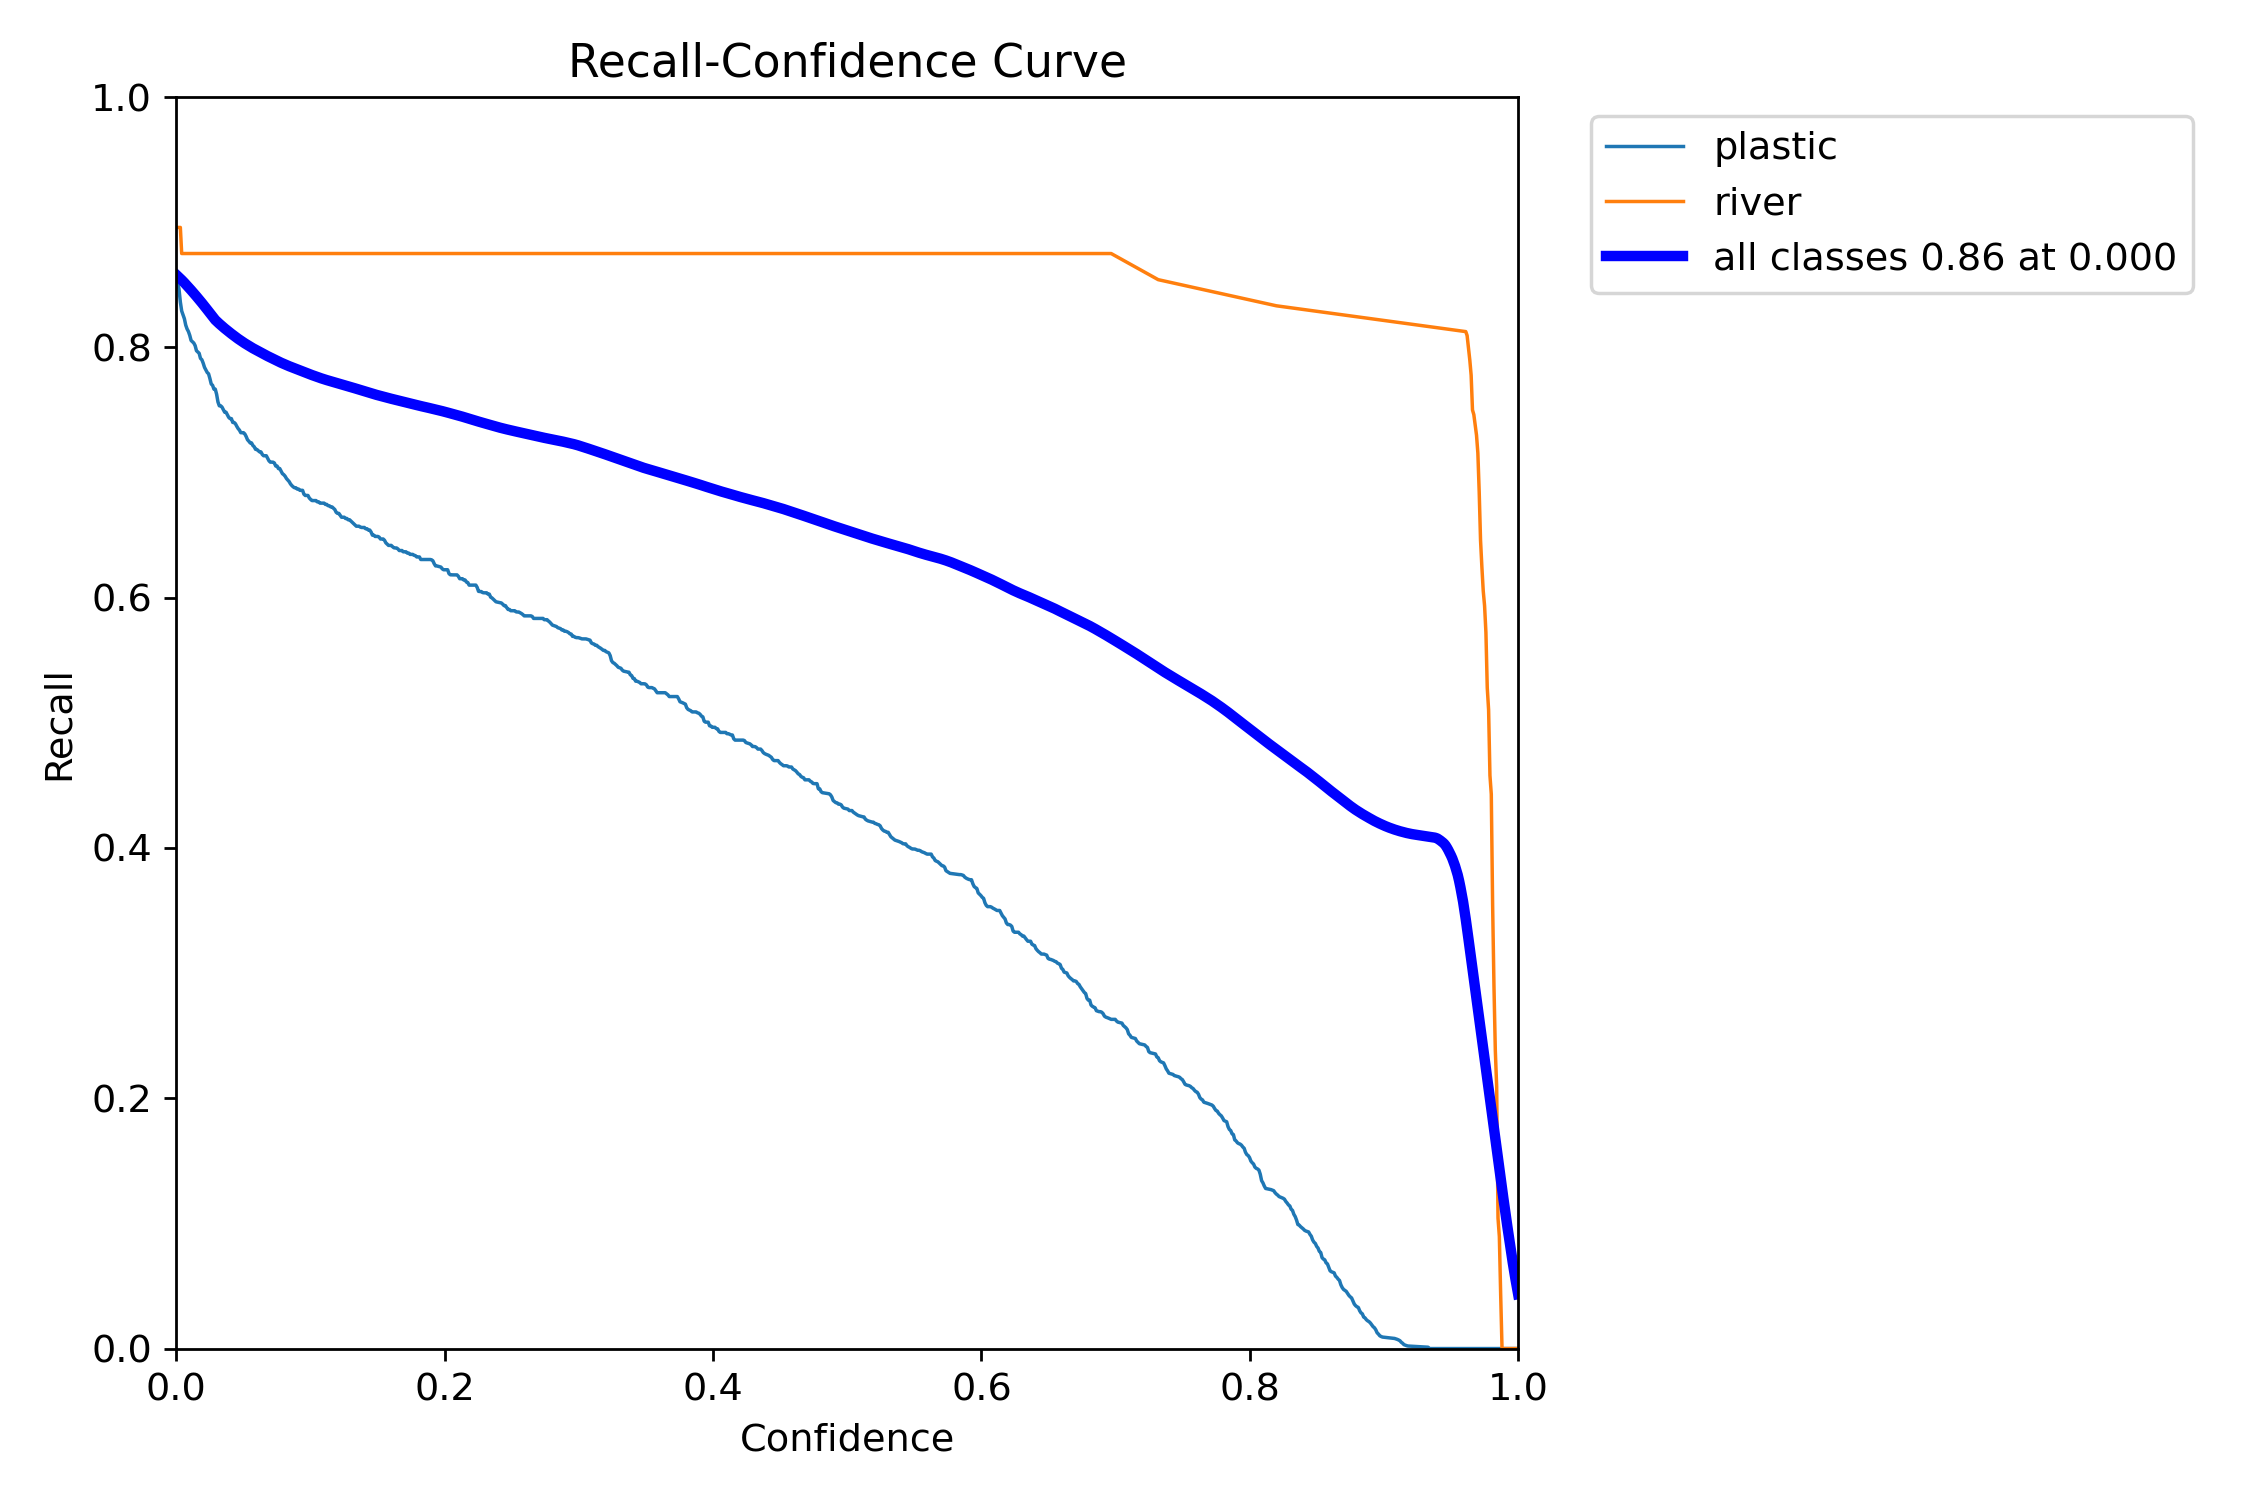 Recall-Confidence Curve
1.0
0.8
0.6
0.4
0.2
0.0
Recall
0.0 0.2 0.4 0.6 0.8 1.0
Confidence
plastic
river
all classes 0.86 at 0.000